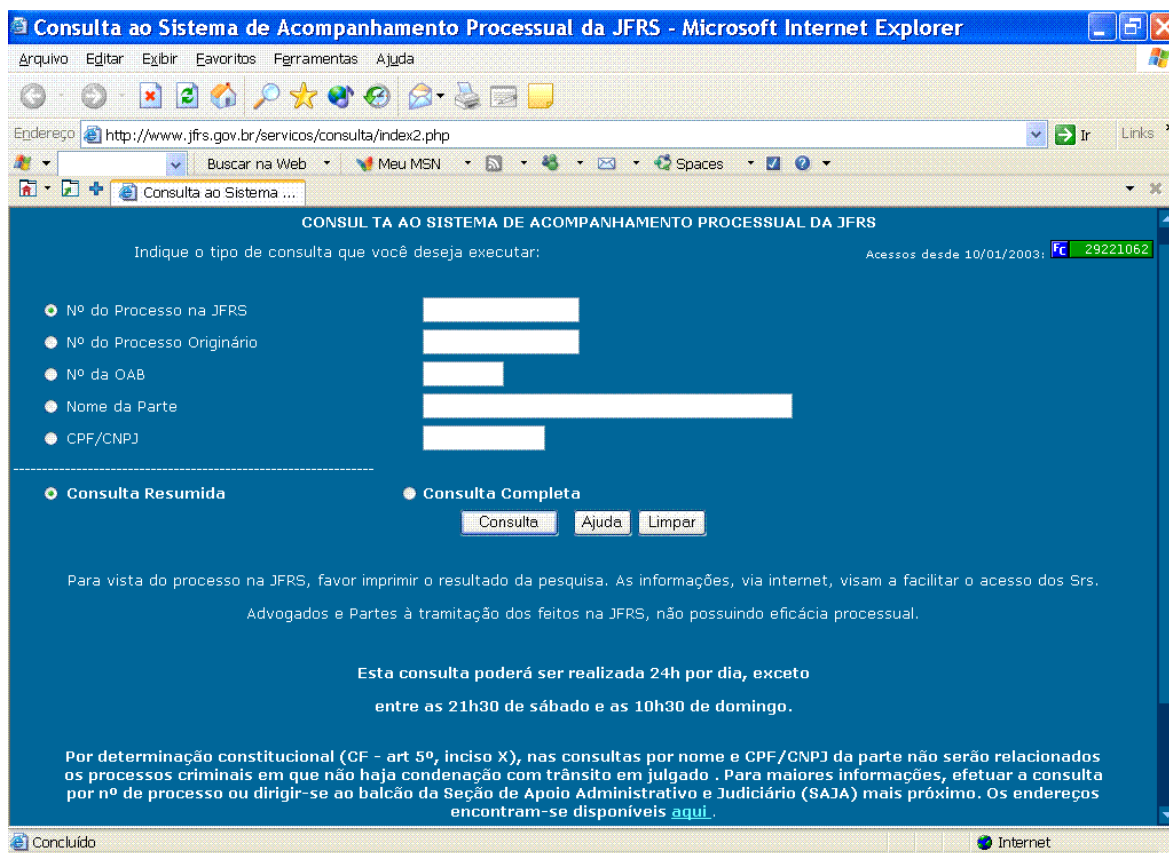 Consulta ao Sistema de Acompanhamento Processual da JFRS - Microsoft Internet Explorer
Arquivo Editar Exibir Favoritos Ferramentas Ajuda
Endereço http://www.jfrs.gov.br/servicos/consulta/index2.php Ir Links
Buscar na Web Meu MSN Spaces
Consulta ao Sistema ...
CONSUL TA AO SISTEMA DE ACOMPANHAMENTO PROCESSUAL DA JFRS
Indique o tipo de consulta que você deseja executar: Acessos desde 10/01/2003: FC 29221062
Nº do Processo na JFRS
Nº do Processo Originário
Nº da OAB
Nome da Parte
CPF/CNPJ
Consulta Resumida Consulta Completa
Consulta Ajuda Limpar
Para vista do processo na JFRS, favor imprimir o resultado da pesquisa. As informações, via internet, visam a facilitar o acesso dos Srs.
Advogados e Partes à tramitação dos feitos na JFRS, não possuindo eficácia processual.
Esta consulta poderá ser realizada 24h por dia, exceto
entre as 21h30 de sábado e as 10h30 de domingo.
Por determinação constitucional (CF - art 5º, inciso X), nas consultas por nome e CPF/CNPJ da parte não serão relacionados
os processos criminais em que não haja condenação com trânsito em julgado . Para maiores informações, efetuar a consulta
por nº de processo ou dirigir-se ao balcão da Seção de Apoio Administrativo e Judiciário (SAJA) mais próximo. Os endereços
encontram-se disponíveis aqui .
Concluído Internet